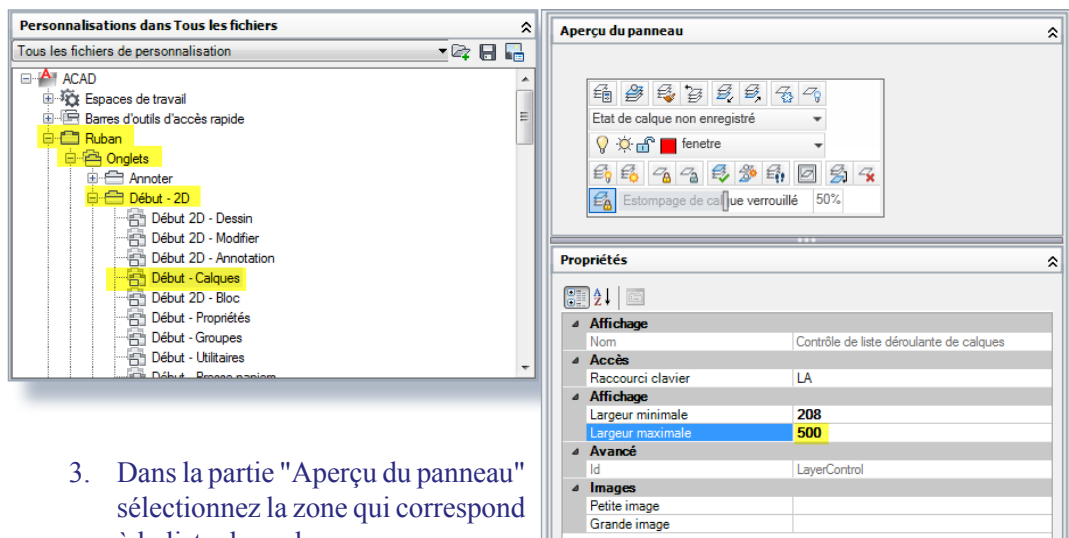 Personnalisations dans Tous les fichiers
Tous les fichiers de personnalisation
ACAD
Espaces de travail
Barres d'outils d'accès rapide
Ruban
Onglets
Annoter
Début - 2D
Début 2D - Dessin
Début 2D - Modifier
Début 2D - Annotation
Début - Calques
Début 2D - Bloc
Début - Propriétés
Début - Groupes
Début - Utilitaires
3. Dans la partie "Aperçu du panneau"
sélectionnez la zone qui correspond
Aperçu du panneau
Etat de calque non enregistré
fenetre
Estompage de calque verrouillé 50%
Propriétés
Affichage
Nom Contrôle de liste déroulante de calques
Accès
Raccourci clavier LA
Affichage
Largeur minimale 208
Largeur maximale 500
Avancé
Id LayerControl
Images
Petite image
Grande image